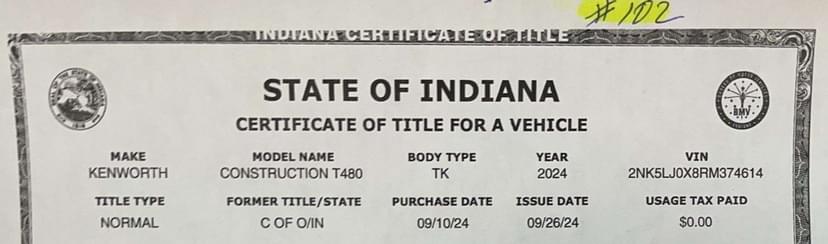 #102
INDIANA CERTIFICATE OF TITLE
STATE OF INDIANA
BMV
CERTIFICATE OF TITLE FOR A VEHICLE
MAKE MODEL NAME BODY TYPE YEAR VIN
KENWORTH CONSTRUCTION T480 TK 2024 2NK5LJ0X8RM374614
TITLE TYPE FORMER TITLE/STATE PURCHASE DATE ISSUE DATE USAGE TAX PAID
NORMAL C OF O/IN 09/10/24 09/26/24 $0.00